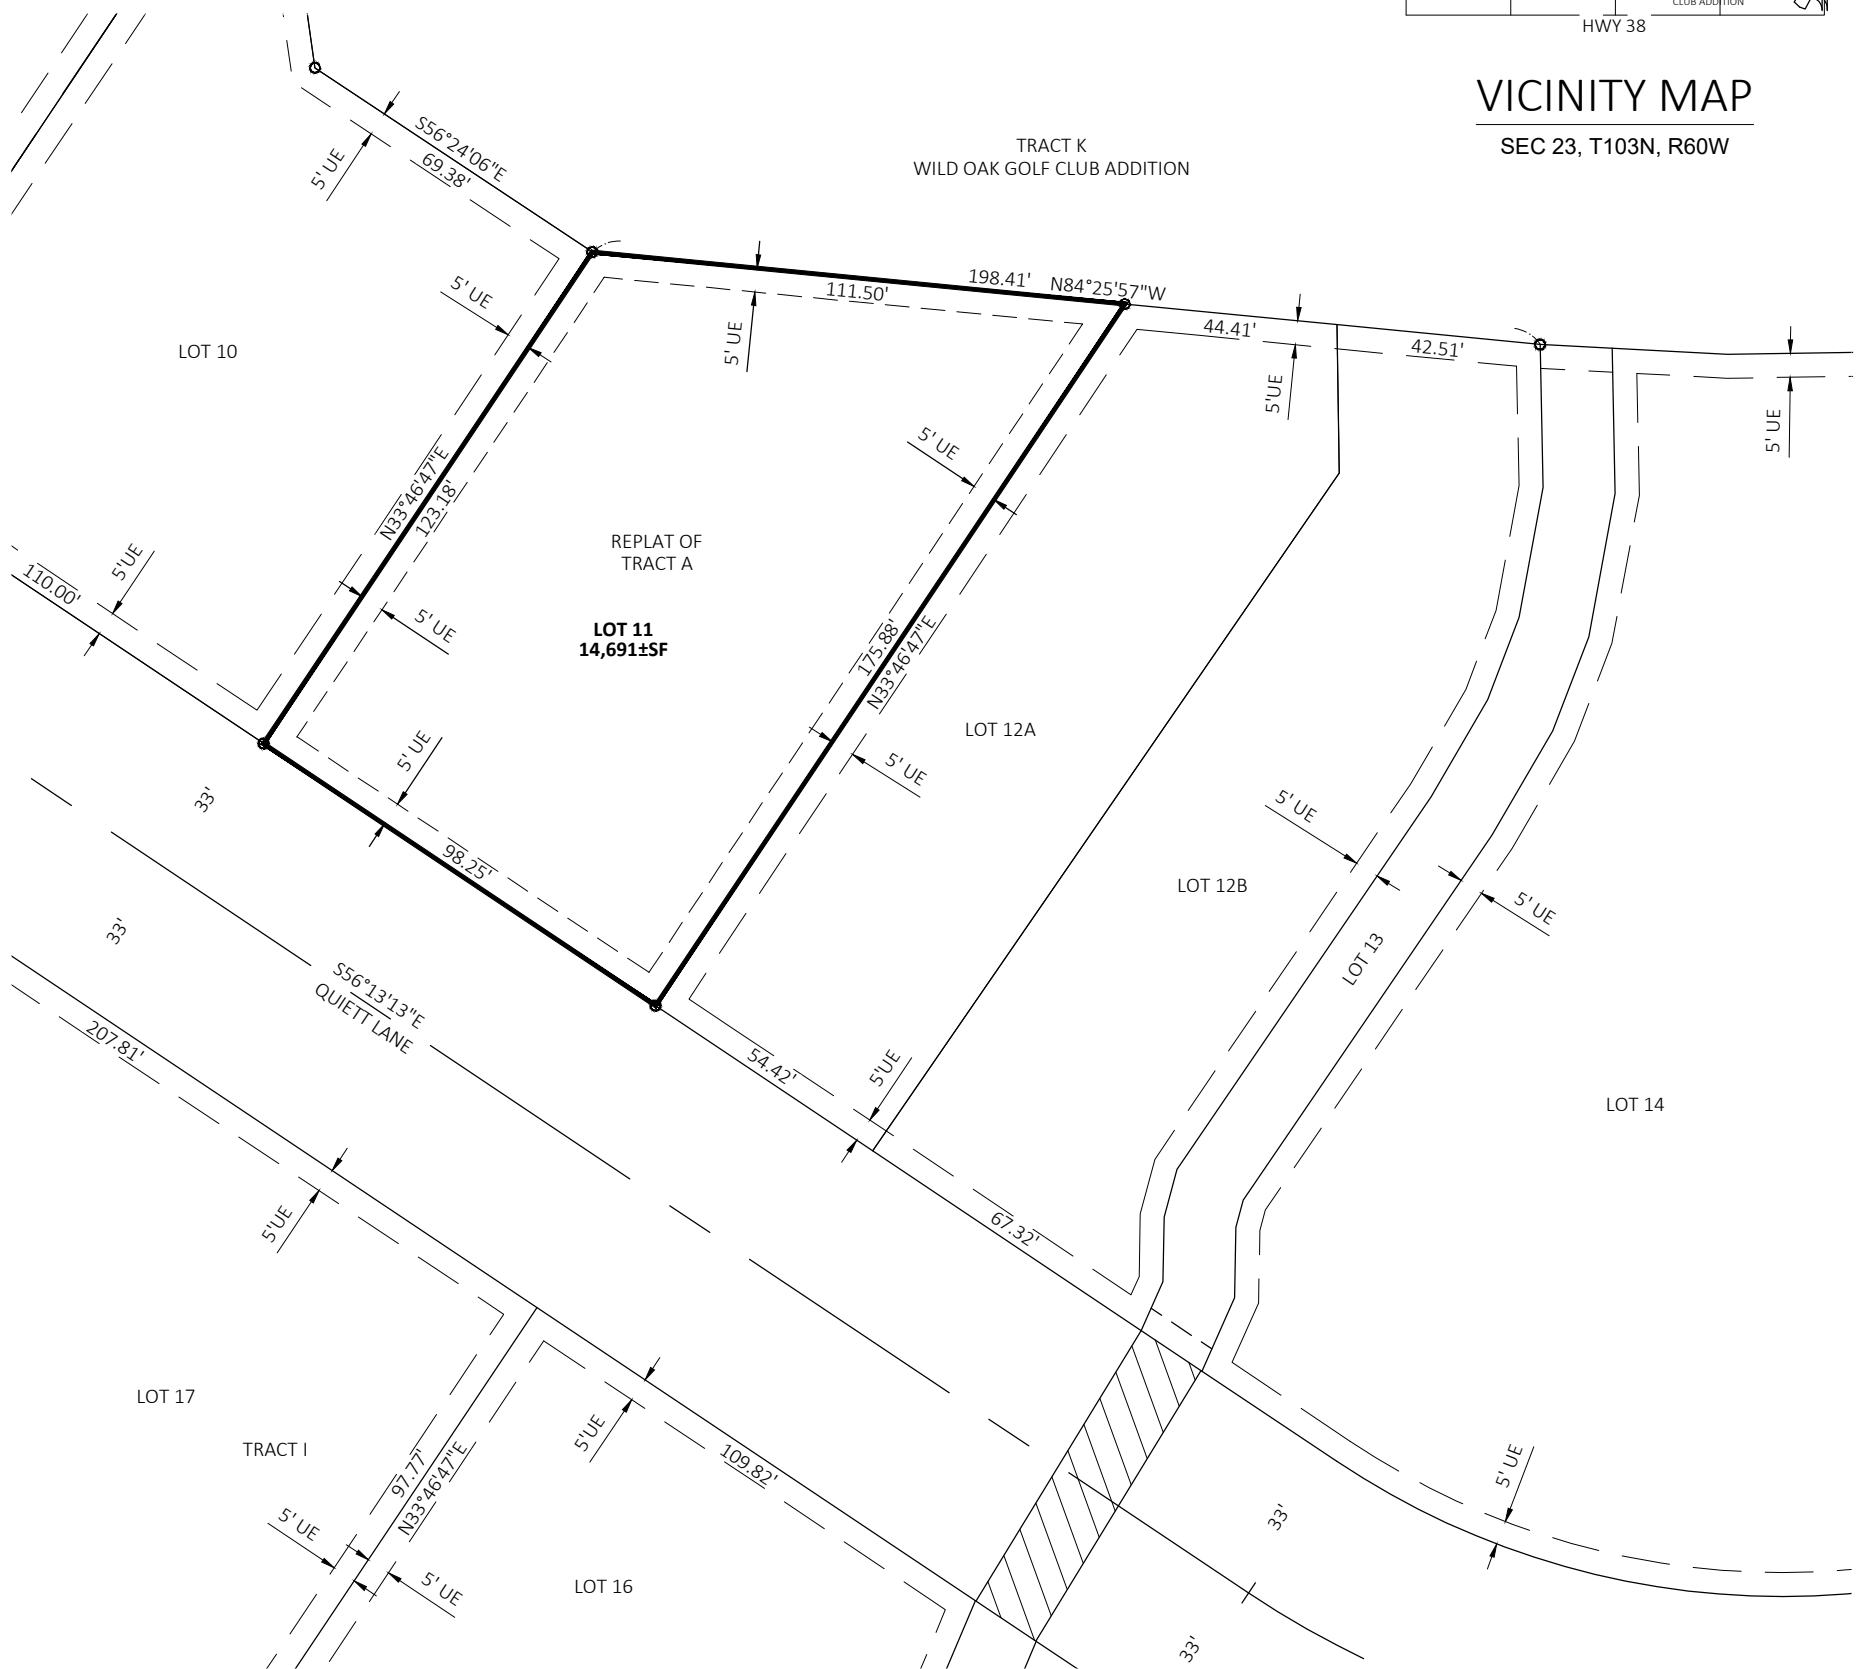 CLUB ADDITION
HWY 38
VICINITY MAP
SEC 23, T103N, R60W
S56°24'06"E
69.38'
5' UE
TRACT K
WILD OAK GOLF CLUB ADDITION
198.41'
N84°25'57"W
111.50'
5' UE
5' UE
44.41'
42.51'
5'UE
5' UE
LOT 10
5' UE
N33°46'47"E
123.18'
REPLAT OF
TRACT A
LOT 11
14,691±SF
110.00'
5'UE
5' UE
175.88'
N33°46'47"E
LOT 12A
5' UE
5' UE
33'
98.25'
5' UE
LOT 12B
5' UE
LOT 13
33'
S56°13'13"E
QUIETT LANE
207.81'
54.42'
5'UE
LOT 14
67.32'
5'UE
LOT 17
TRACT I
97.77'
N33°46'47"E
5'UE
109.82'
5' UE
5' UE
5' UE
33'
LOT 16
33'